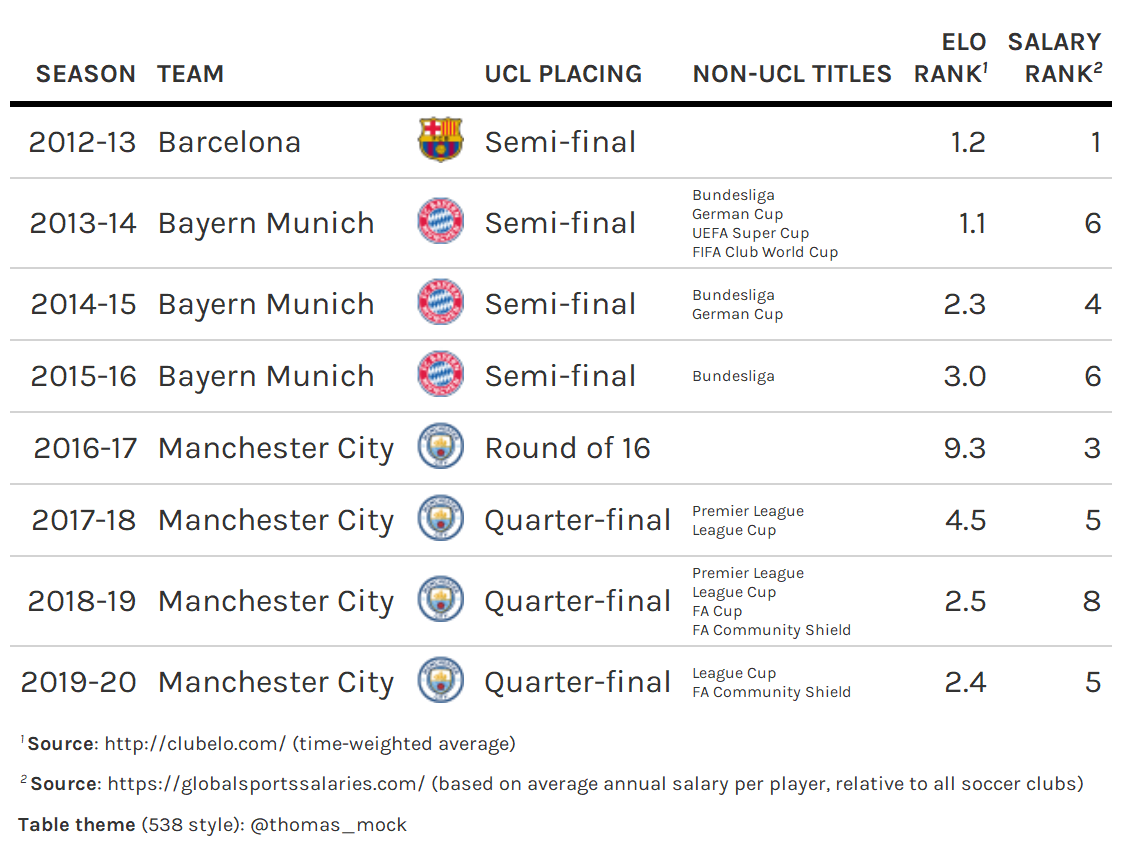 SEASON TEAM UCL PLACING NON-UCL TITLES ELO RANK¹ SALARY RANK²
2012-13 Barcelona Semi-final 1.2 1
2013-14 Bayern Munich Semi-final Bundesliga
German Cup
UEFA Super Cup
FIFA Club World Cup 1.1 6
2014-15 Bayern Munich Semi-final Bundesliga
German Cup 2.3 4
2015-16 Bayern Munich Semi-final Bundesliga 3.0 6
2016-17 Manchester City Round of 16 9.3 3
2017-18 Manchester City Quarter-final Premier League
League Cup 4.5 5
2018-19 Manchester City Quarter-final Premier League
League Cup
FA Cup
FA Community Shield 2.5 8
2019-20 Manchester City Quarter-final League Cup
FA Community Shield 2.4 5
¹ Source: http://clubelo.com/ (time-weighted average)
² Source: https://globalsportssalaries.com/ (based on average annual salary per player, relative to all soccer clubs)
Table theme (538 style): @thomas_mock